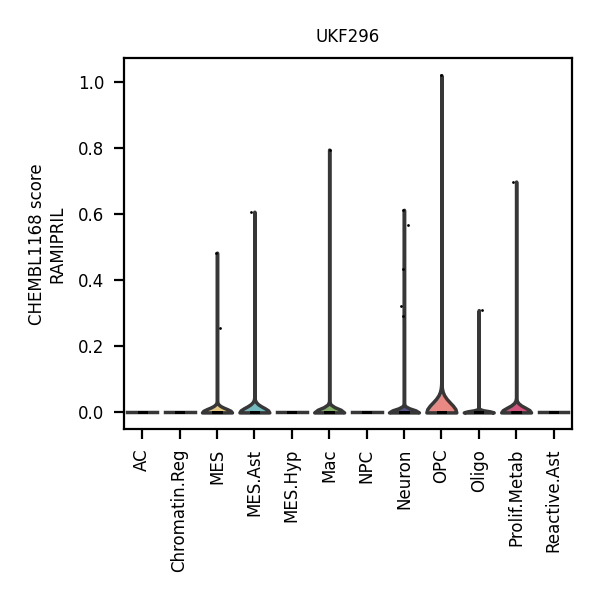 UKF296
CHEMBL1168 score
RAMIPRIL
1.0
0.8
0.6
0.4
0.2
0.0
AC
Chromatin.Reg
MES
MES.Ast
MES.Hyp
Mac
NPC
Neuron
OPC
Oligo
Prolif.Metab
Reactive.Ast